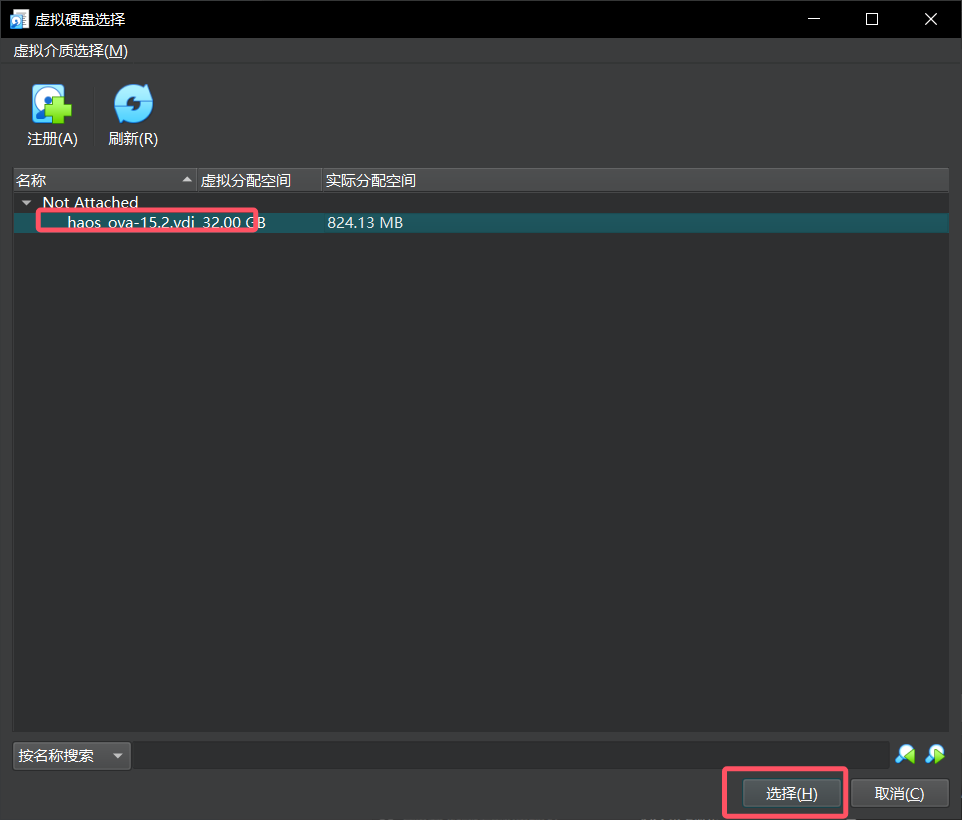 虚拟硬盘选择
虚拟介质选择(M)
注册(A) 刷新(R)
名称 虚拟分配空间 实际分配空间
Not Attached
haos_ova-15.2.vdi 32.00 GB 824.13 MB
按名称搜索
选择(H) 取消(C)